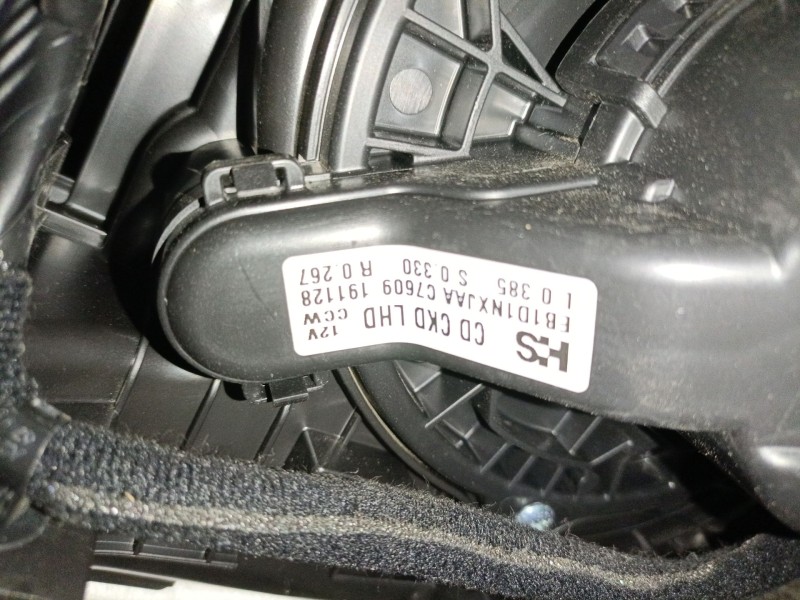 HS CD CKD LHD 12V CCW
FB1D1NXJAA C7609 191128
L 0.385 S 0.330 R 0.267